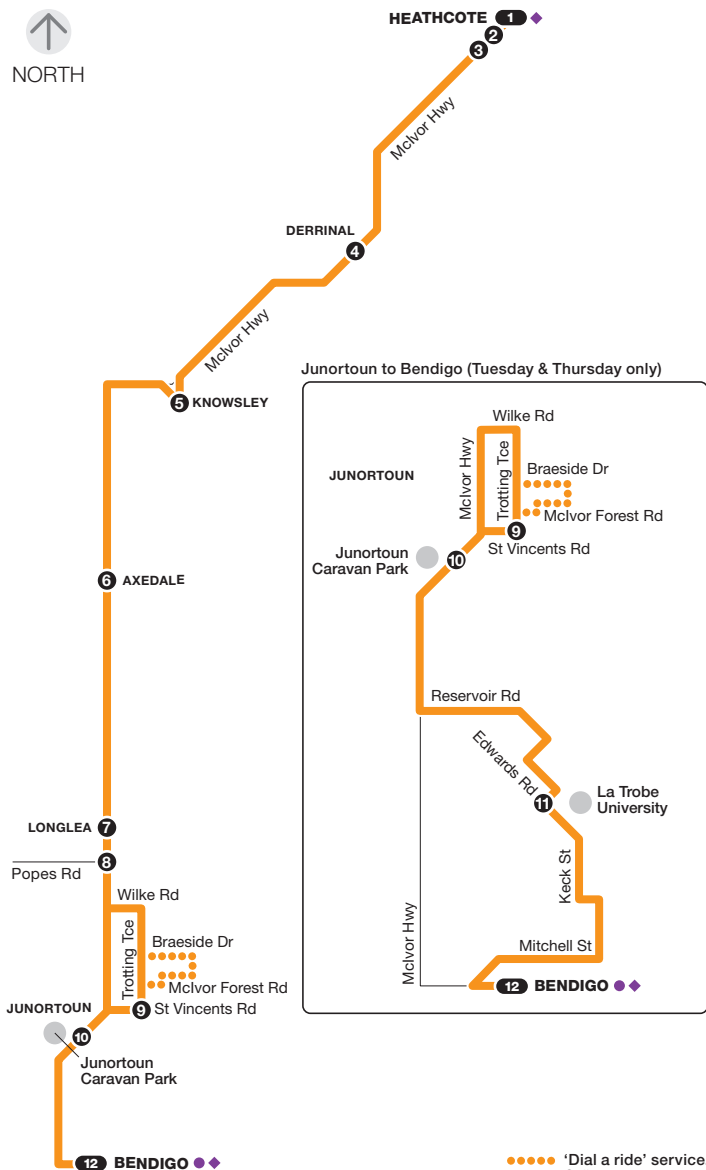 HEATHCOTE 1
2
3
NORTH
McIvor Hwy
DERRINAL
4
McIvor Hwy
5 KNOWSLEY
6 AXEDALE
LONGLEA 7
8
Popes Rd
Wilke Rd
Trotting Tce
Braeside Dr
McIvor Forest Rd
JUNORTOUN
9 St Vincents Rd
10
Junortoun
Caravan Park
12 BENDIGO
Junortoun to Bendigo (Tuesday & Thursday only)
Wilke Rd
McIvor Hwy
Trotting Tce
JUNORTOUN
Braeside Dr
McIvor Forest Rd
9
St Vincents Rd
Junortoun
Caravan Park
10
Reservoir Rd
Edwards Rd
11
La Trobe
University
Keck St
McIvor Hwy
Mitchell St
12 BENDIGO
'Dial a ride' service